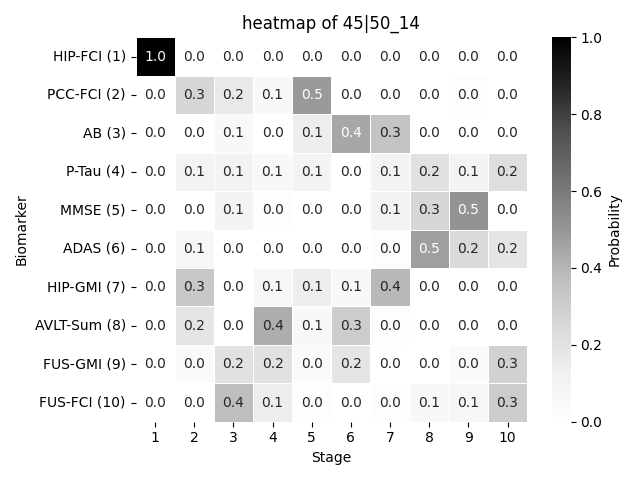 heatmap of 45|50_14
HIP-FCI (1) 1.0 0.0 0.0 0.0 0.0 0.0 0.0 0.0 0.0 0.0
PCC-FCI (2) 0.0 0.3 0.2 0.1 0.5 0.0 0.0 0.0 0.0 0.0
AB (3) 0.0 0.0 0.1 0.0 0.1 0.4 0.3 0.0 0.0 0.0
P-Tau (4) 0.0 0.1 0.1 0.1 0.1 0.0 0.1 0.2 0.1 0.2
MMSE (5) 0.0 0.0 0.1 0.0 0.0 0.0 0.1 0.3 0.5 0.0
ADAS (6) 0.0 0.1 0.0 0.0 0.0 0.0 0.0 0.5 0.2 0.2
HIP-GMI (7) 0.0 0.3 0.0 0.1 0.1 0.1 0.4 0.0 0.0 0.0
AVLT-Sum (8) 0.0 0.2 0.0 0.4 0.1 0.3 0.0 0.0 0.0 0.0
FUS-GMI (9) 0.0 0.0 0.2 0.2 0.0 0.2 0.0 0.0 0.0 0.3
FUS-FCI (10) 0.0 0.0 0.4 0.1 0.0 0.0 0.0 0.1 0.1 0.3
1 2 3 4 5 6 7 8 9 10
Stage
Biomarker
1.0
0.8
0.6
0.4
0.2
0.0
Probability